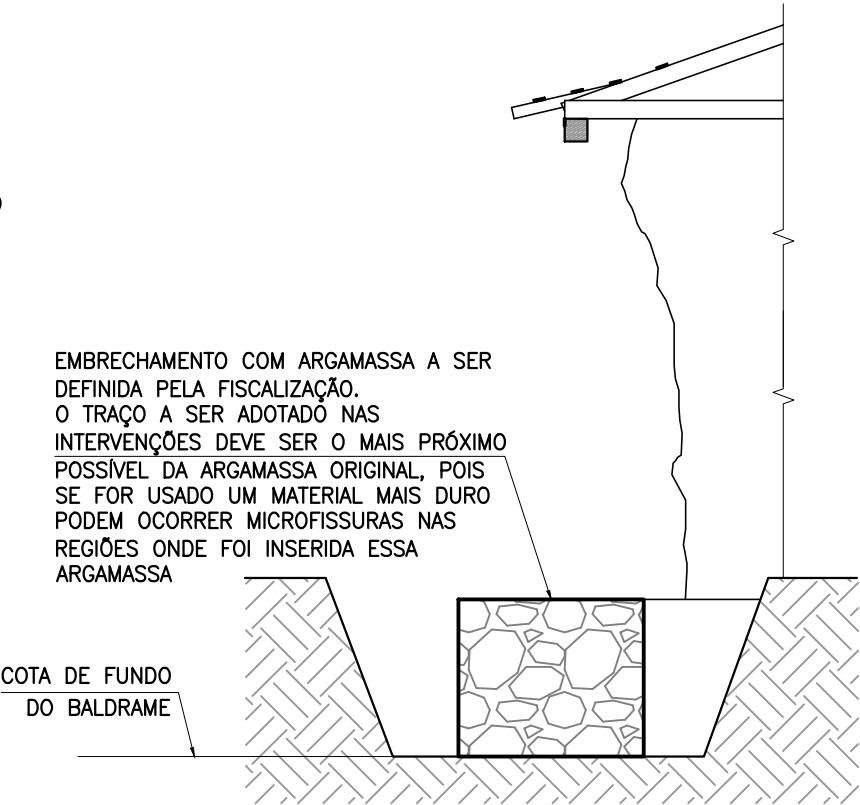 EMBRECHAMENTO COM ARGAMASSA A SER
DEFINIDA PELA FISCALIZAÇÃO.
O TRAÇO A SER ADOTADO NAS
INTERVENÇÕES DEVE SER O MAIS PRÓXIMO
POSSÍVEL DA ARGAMASSA ORIGINAL, POIS
SE FOR USADO UM MATERIAL MAIS DURO
PODEM OCORRER MICROFISSURAS NAS
REGIÕES ONDE FOI INSERIDA ESSA
ARGAMASSA
COTA DE FUNDO
DO BALDRAME